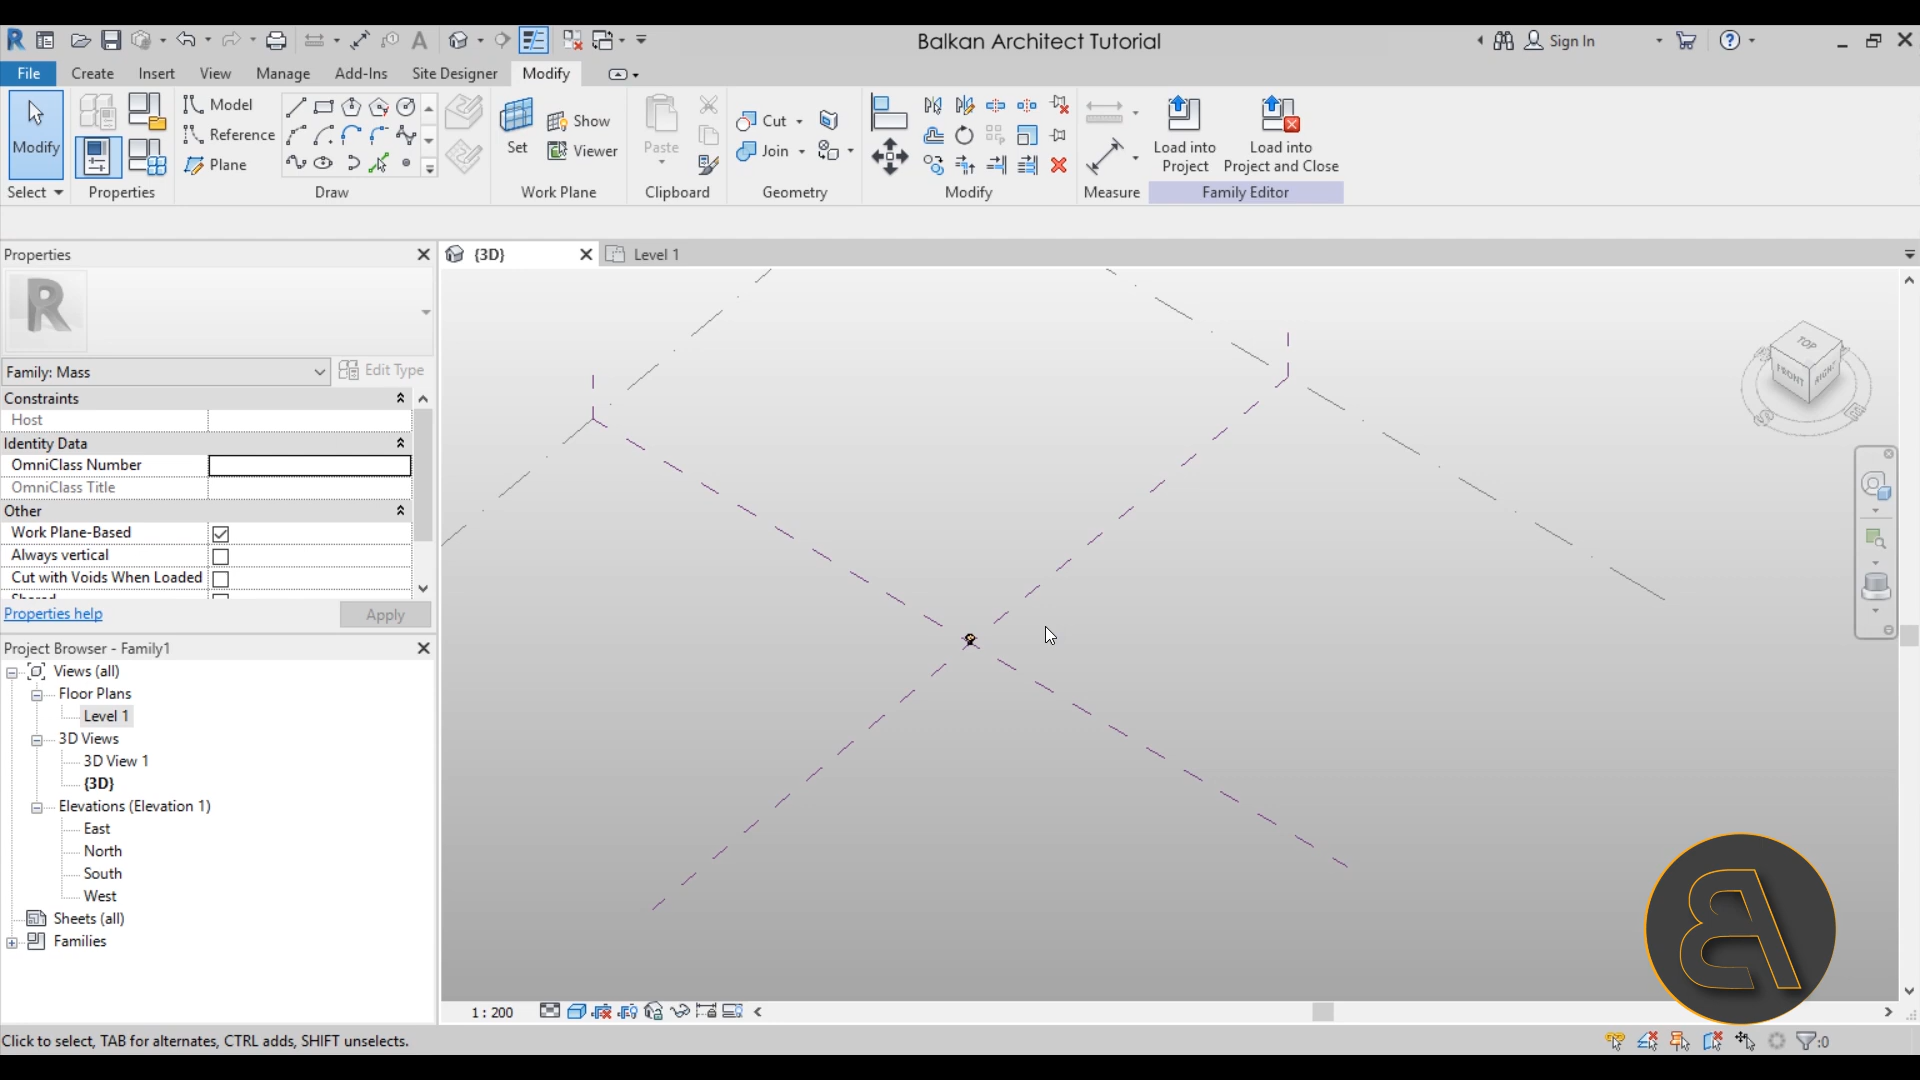 Balkan Architect Tutorial
Sign In
File Create Insert View Manage Add-Ins Site Designer Modify
Model
Reference
Plane
Modify
Set
Show
Viewer
Paste
Cut
Join
Load into
Project
Load into
Project and Close
Select Properties Draw Work Plane Clipboard Geometry Modify Measure Family Editor
Properties
{3D}
Level 1
R
Family: Mass
Edit Type
Constraints
Host
Identity Data
OmniClass Number
OmniClass Title
Other
Work Plane-Based
Always vertical
Cut with Voids When Loaded
Properties help
Apply
Project Browser - Family1
Views (all)
Floor Plans
Level 1
3D Views
3D View 1
{3D}
Elevations (Elevation 1)
East
North
South
West
Sheets (all)
Families
TOP
FRONT
RIGHT
1 : 200
Click to select, TAB for alternates, CTRL adds, SHIFT unselects.
:0